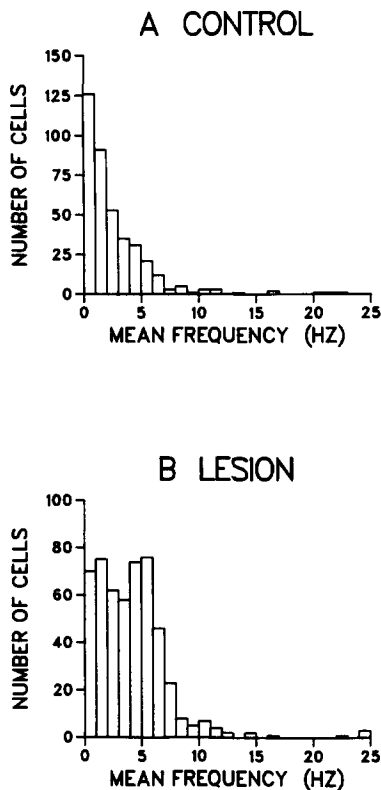 A CONTROL
150
125
100
75
50
25
0
NUMBER OF CELLS
0 5 10 15 20 25
MEAN FREQUENCY (HZ)
B LESION
100
80
60
40
20
0
NUMBER OF CELLS
0 5 10 15 20 25
MEAN FREQUENCY (HZ)